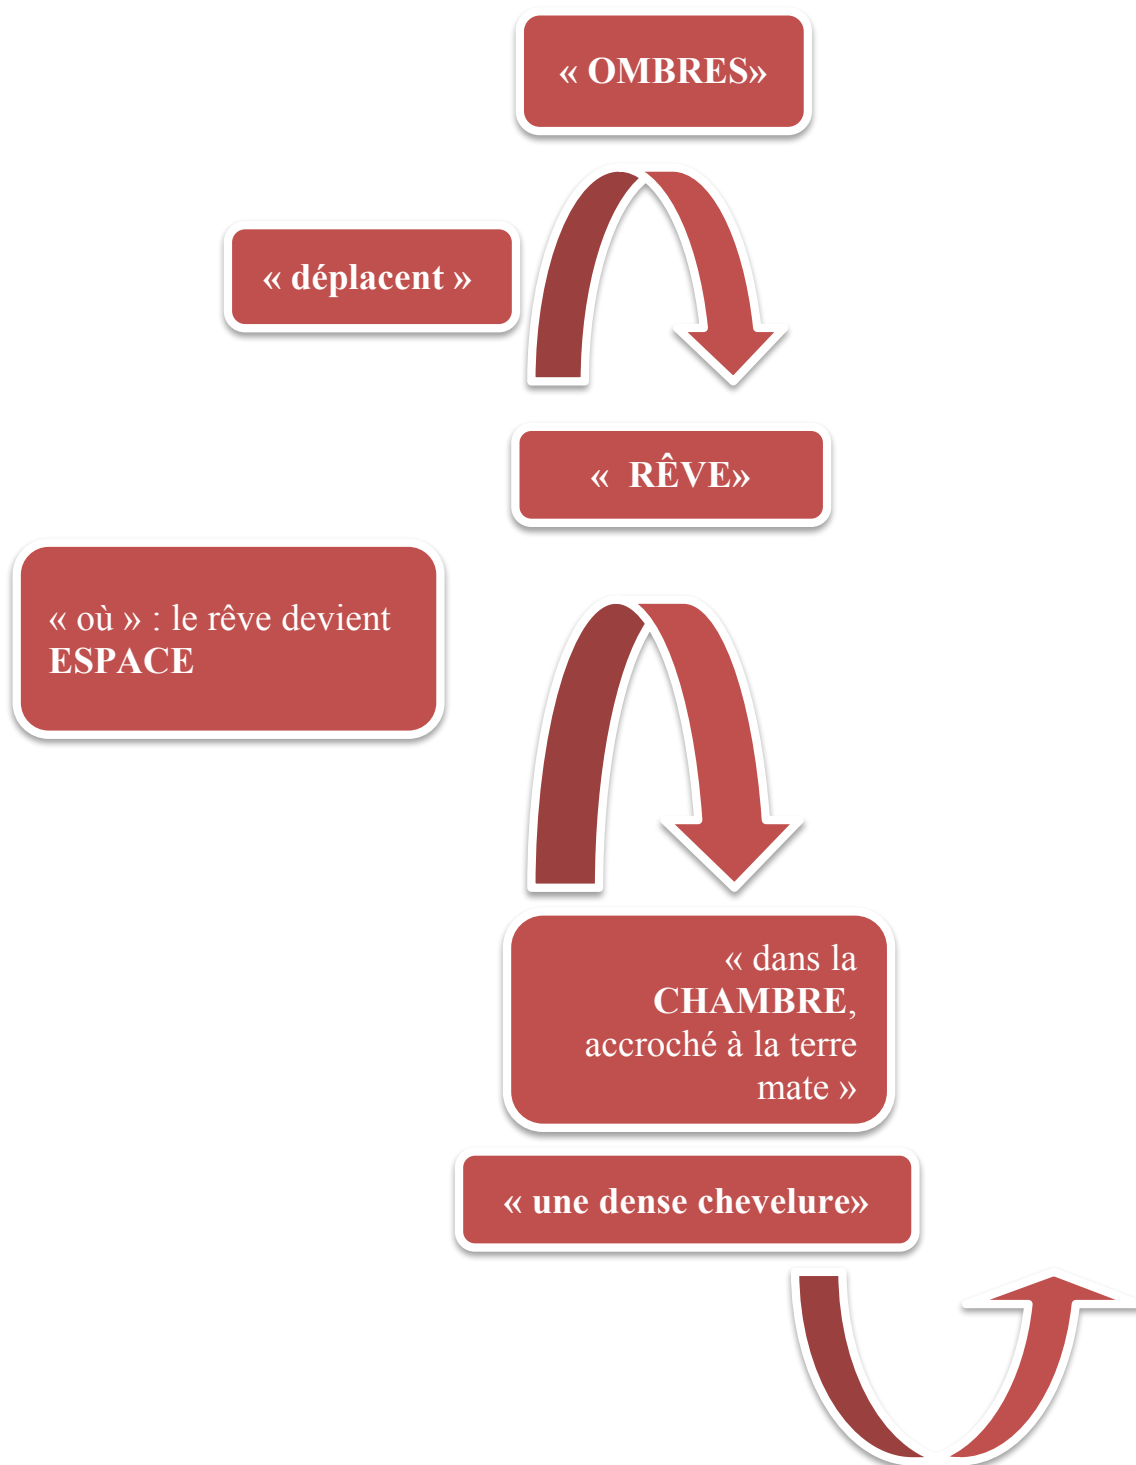 « OMBRES»
« déplacent »
«  RÊVE»
« où » : le rêve devient
ESPACE
« dans la
CHAMBRE,
accroché à la terre
mate »
« une dense chevelure»